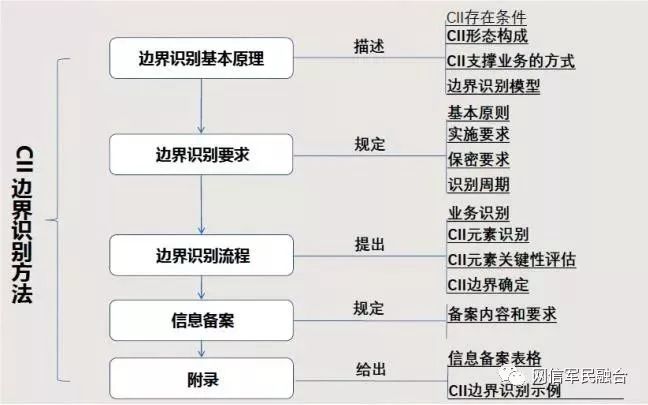 CII边界识别方法
边界识别基本原理
描述
CII存在条件
CII形态构成
CII支撑业务的方式
边界识别模型
边界识别要求
规定
基本原则
实施要求
保密要求
识别周期
边界识别流程
提出
业务识别
CII元素识别
CII元素关键性评估
CII边界确定
信息备案
规定
备案内容和要求
附录
给出
信息备案表格
CII边界识别示例
网信军民融合